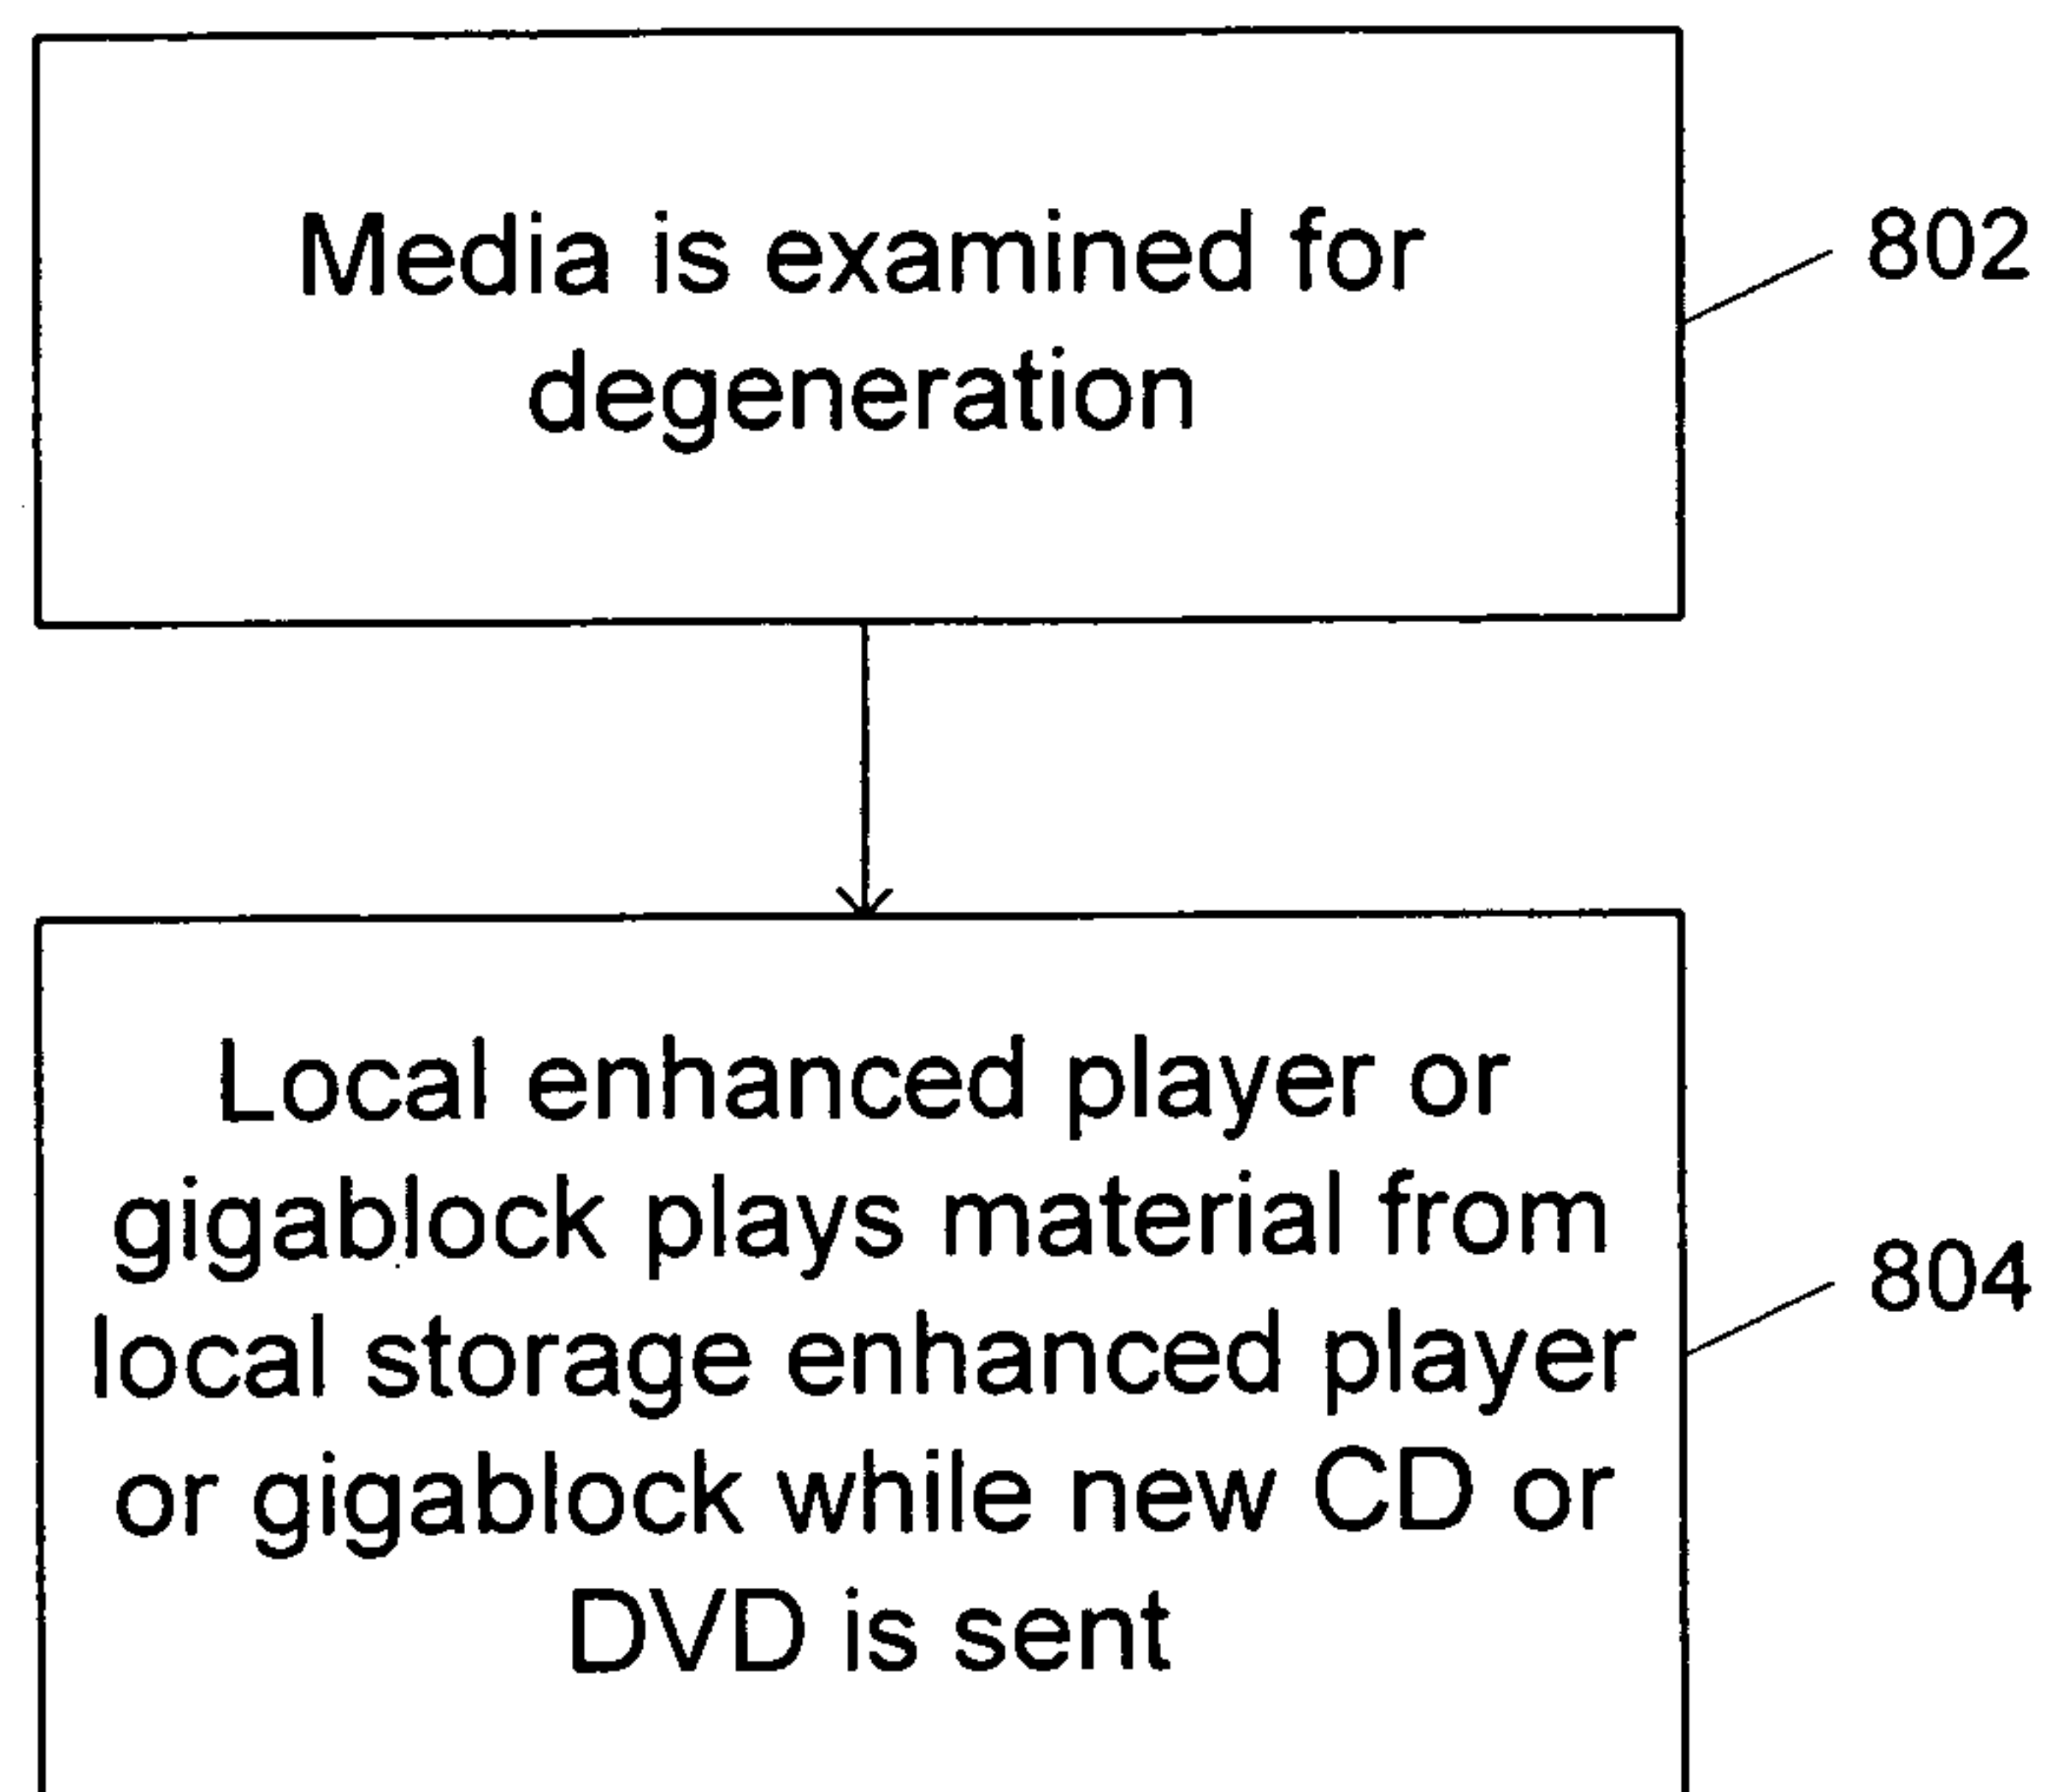 Media is examined for
degeneration
802
Local enhanced player or
gigablock plays material from
local storage enhanced player
or gigablock while new CD or
DVD is sent
804